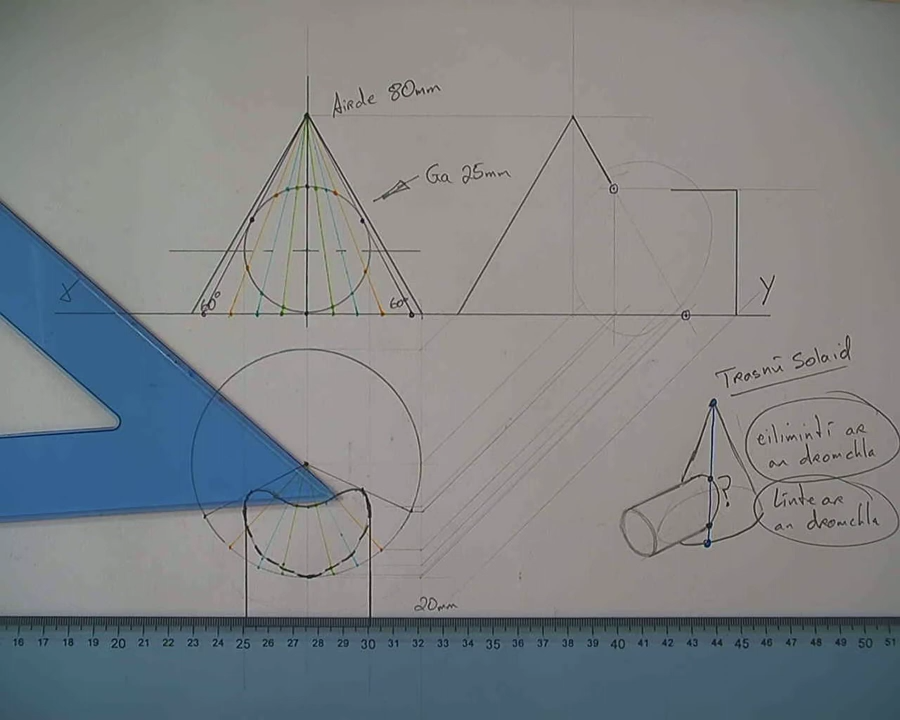 Airde 80mm
Ga 25mm
60°
60°
X
Y
Trasnú Solaid
eilimintí ar
an dromchla
?
línte ar
an dromchla
20mm
16 17 18 19 20 21 22 23 24 25 26 27 28 29 30 31 32 33 34 35 36 37 38 39 40 41 42 43 44 45 46 47 48 49 50 51